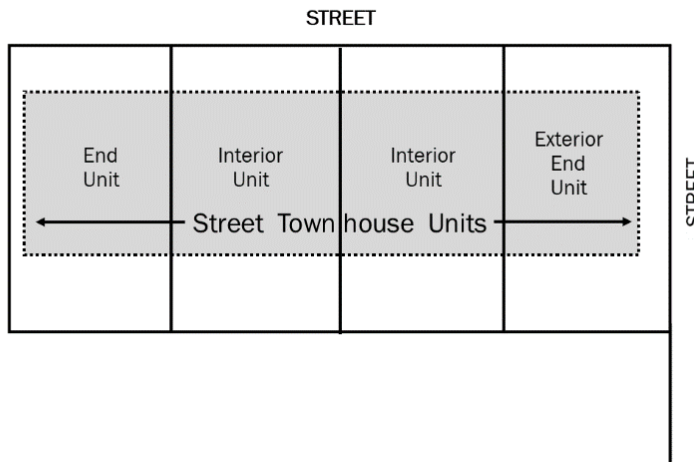 STREET
End
Unit
Interior
Unit
Interior
Unit
Exterior
End
Unit
STREET
Street Townhouse Units